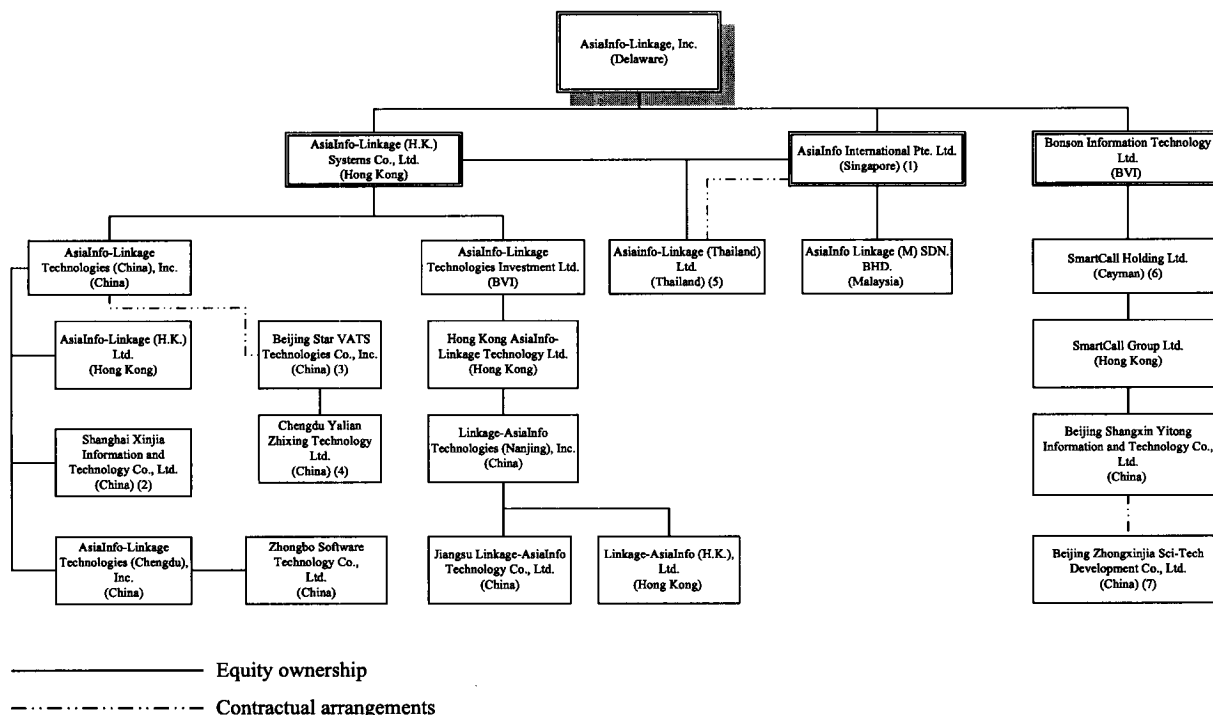 AsiaInfo-Linkage, Inc.
(Delaware)
AsiaInfo-Linkage (H.K.)
Systems Co., Ltd.
(Hong Kong)
AsiaInfo International Pte. Ltd.
(Singapore) (1)
Bonson Information Technology
Ltd.
(BVI)
AsiaInfo-Linkage
Technologies (China), Inc.
(China)
AsiaInfo-Linkage
Technologies Investment Ltd.
(BVI)
Asiainfo-Linkage (Thailand)
Ltd.
(Thailand) (5)
AsiaInfo Linkage (M) SDN.
BHD.
(Malaysia)
SmartCall Holding Ltd.
(Cayman) (6)
AsiaInfo-Linkage (H.K.)
Ltd.
(Hong Kong)
Beijing Star VATS
Technologies Co., Inc.
(China) (3)
Hong Kong AsiaInfo-
Linkage Technology Ltd.
(Hong Kong)
SmartCall Group Ltd.
(Hong Kong)
Shanghai Xinjia
Information and
Technology Co., Ltd.
(China) (2)
Chengdu Yalian
Zhixing Technology
Ltd.
(China) (4)
Linkage-AsiaInfo
Technologies (Nanjing), Inc.
(China)
Beijing Shangxin Yitong
Information and Technology Co.,
Ltd.
(China)
AsiaInfo-Linkage
Technologies (Chengdu),
Inc.
(China)
Zhongbo Software
Technology Co.,
Ltd.
(China)
Jiangsu Linkage-AsiaInfo
Technology Co., Ltd.
(China)
Linkage-AsiaInfo (H.K.),
Ltd.
(Hong Kong)
Beijing Zhongxinjia Sci-Tech
Development Co., Ltd.
(China) (7)
Equity ownership
Contractual arrangements